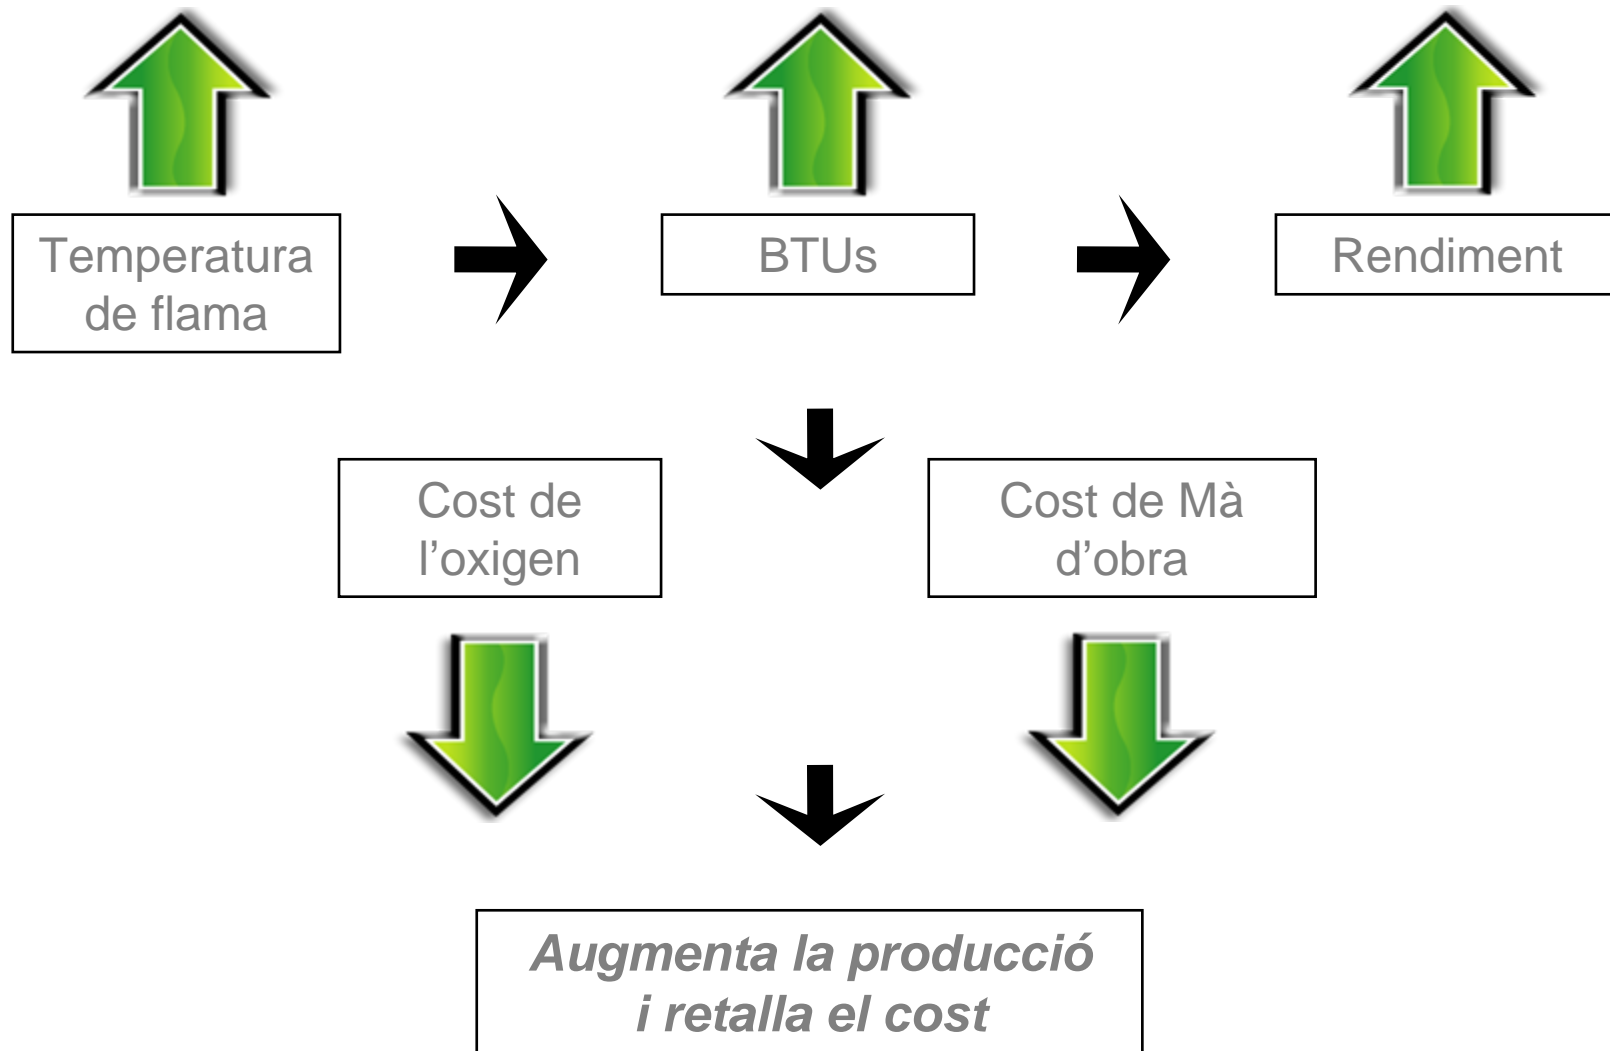 Temperatura
de flama
BTUs
Rendiment
Cost de
l’oxigen
Cost de Mà
d’obra
Augmenta la producció
i retalla el cost